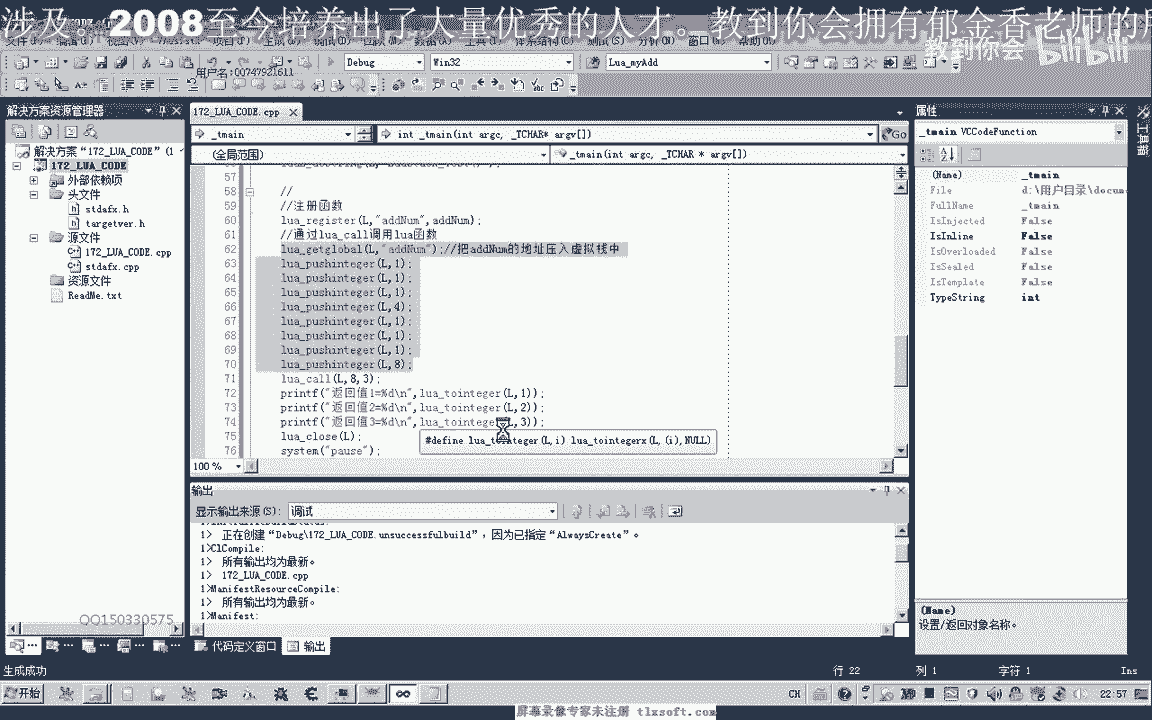 涉及。2008至今培养出了大量优秀的人才。教到你会拥有郁金香老师的
教到你会 bilibili
用户名:0074792l6ll
Debug
Win32
Lua_myAdd
解决方案资源管理器
172_LUA_CODE.cpp
属性
工具箱
_tmain
int _tmain(int argc, _TCHAR* argv[])
Go
_tmain VCCodeFunction
(全局范围)
_tmain(int argc, _TCHAR * argv[])
解决方案“172_LUA_CODE”(1
172_LUA_CODE
外部依赖项
头文件
stdafx.h
targetver.h
源文件
172_LUA_CODE.cpp
stdafx.cpp
资源文件
ReadMe.txt
57
58 //
59 //注册函数
60 lua_register(L,"addNum",addNum);
61 //通过lua_call调用lua函数
62 lua_getglobal(L,"addNum");//把addNum的地址压入虚拟栈中
63 lua_pushinteger(L,1);
64 lua_pushinteger(L,1);
65 lua_pushinteger(L,1);
66 lua_pushinteger(L,4);
67 lua_pushinteger(L,1);
68 lua_pushinteger(L,1);
69 lua_pushinteger(L,1);
70 lua_pushinteger(L,8);
71 lua_call(L,8,3);
72 printf("返回值1=%d\n",lua_tointeger(L,1));
73 printf("返回值2=%d\n",lua_tointeger(L,2));
74 printf("返回值3=%d\n",lua_tointeger(L,3));
75 lua_close(L);
76 system("pause");
#define lua_tointeger(L,i) lua_tointegerx(L,(i),NULL)
100 %
(Name) _tmain
File d:\用户目录\docum
FullName _tmain
IsInjected False
IsInline False
IsOverloaded False
IsSealed False
IsTemplate False
TypeString int
(Name)
设置/返回对象名称。
输出
显示输出来源(S): 调试
1> 正在创建“Debug\172_LUA_CODE.unsuccessfulbuild”，因为已指定“AlwaysCreate”。
1>ClCompile:
1> 所有输出均为最新。
1> 172_LUA_CODE.cpp
1>ManifestResourceCompile:
1> 所有输出均为最新。
1>Manifest:
QQ150330575
代码定义窗口
输出
生成成功
行 22
列 1
字符 1
Ins
开始
CH
22:57
屏幕录像专家未注册 tlxsoft.com